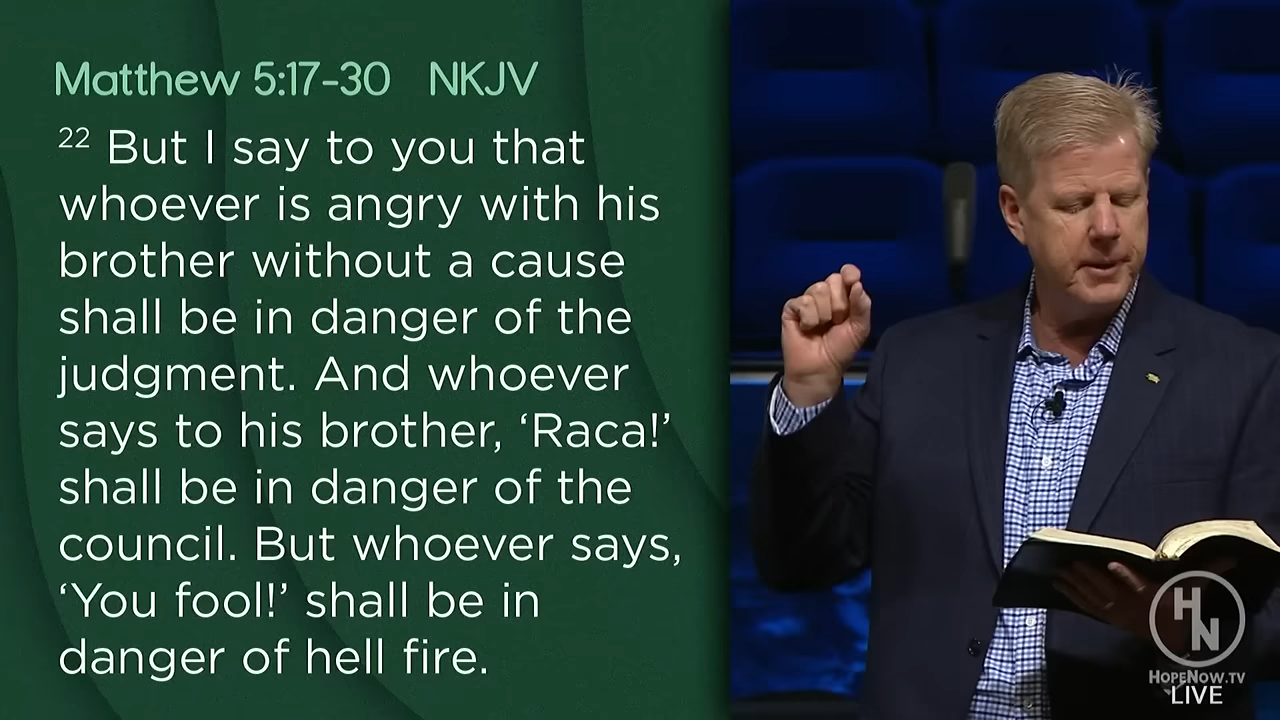 Matthew 5:17-30 NKJV
22 But I say to you that
whoever is angry with his
brother without a cause
shall be in danger of the
judgment. And whoever
says to his brother, ‘Raca!’
shall be in danger of the
council. But whoever says,
‘You fool!’ shall be in
danger of hell fire.
HN
HOPENOW.TV
LIVE